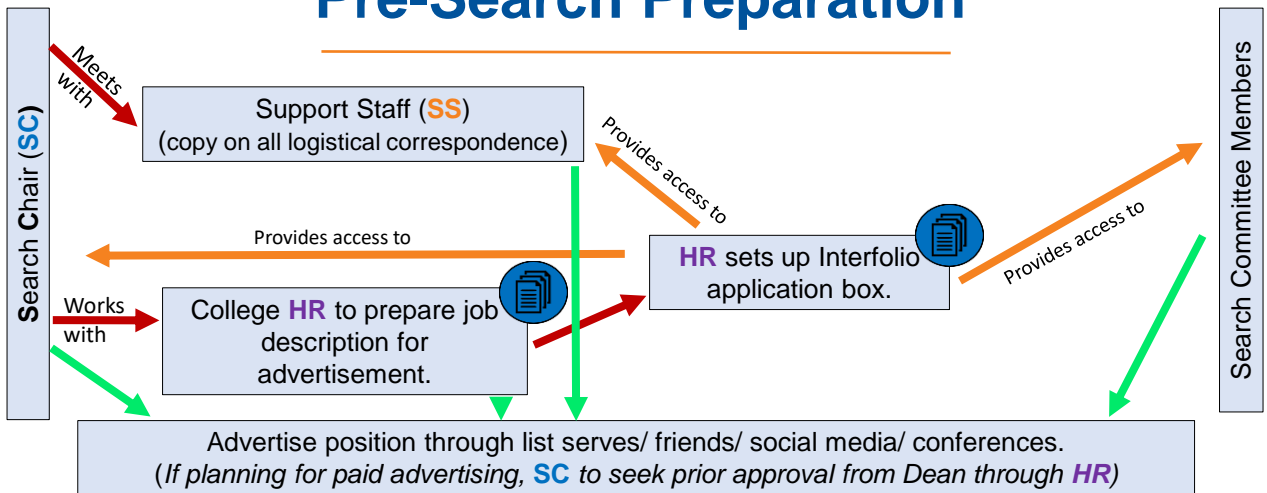 Pre-Search Preparation
Search Chair (SC)
Meets
with
Support Staff (SS)
(copy on all logistical correspondence)
Provides access to
Provides access to
HR sets up Interfolio
application box.
Provides access to
Search Committee Members
Works
with
College HR to prepare job
description for
advertisement.
Advertise position through list serves/ friends/ social media/ conferences.
(If planning for paid advertising, SC to seek prior approval from Dean through HR)